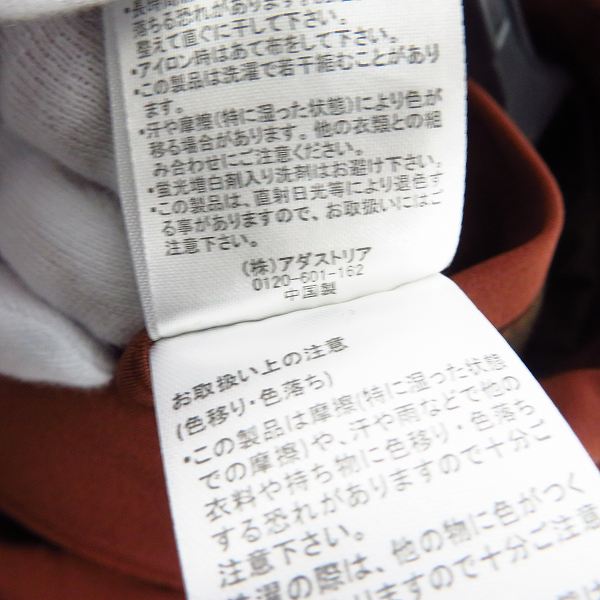 ・長時間
落ちる恐れがありま
整えて直ぐに干して下さい。
・アイロン時はあて布をして下さい。
・この製品は洗濯で若干縮むことがあり
ます。
・汗や摩擦(特に湿った状態)により色が
移る場合があります。他の衣類との組
み合わせにご注意ください。
・蛍光増白剤入り洗剤はお避け下さい。
・この製品は、直射日光等により退色す
る事がありますので、お取扱いにはご
注意下さい。
(株)アダストリア
0120-601-162
中国製
お取扱い上の注意
(色移り・色落ち)
・この製品は摩擦(特に湿った状態
での摩擦)や、汗や雨などで他の
衣料や持ち物に色移り・色落ち
する恐れがありますので十分ご
注意下さい。
の際は、他の物に色がつく
りますので十分ご注意